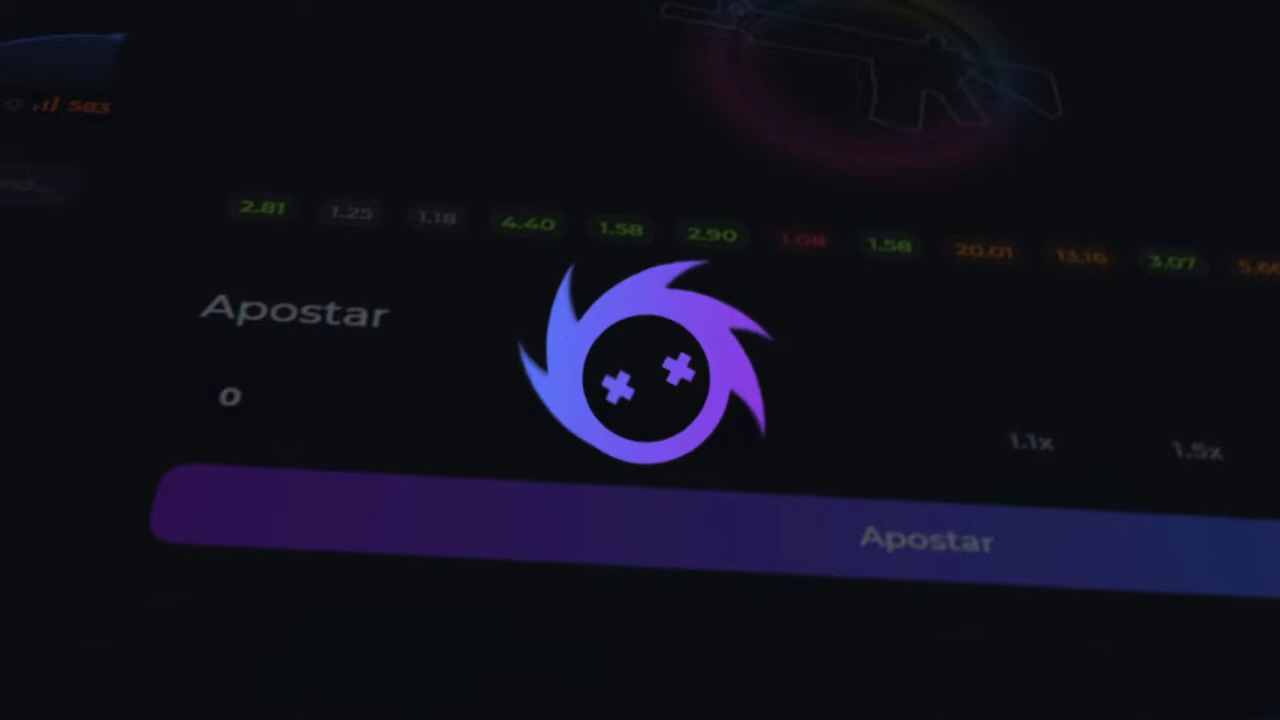 583
2.81 1.25 1.18 4.40 1.58 2.90 1.08 1.58 20.01 13.16 3.07
Apostar
0
1.1x 1.5x
Apostar